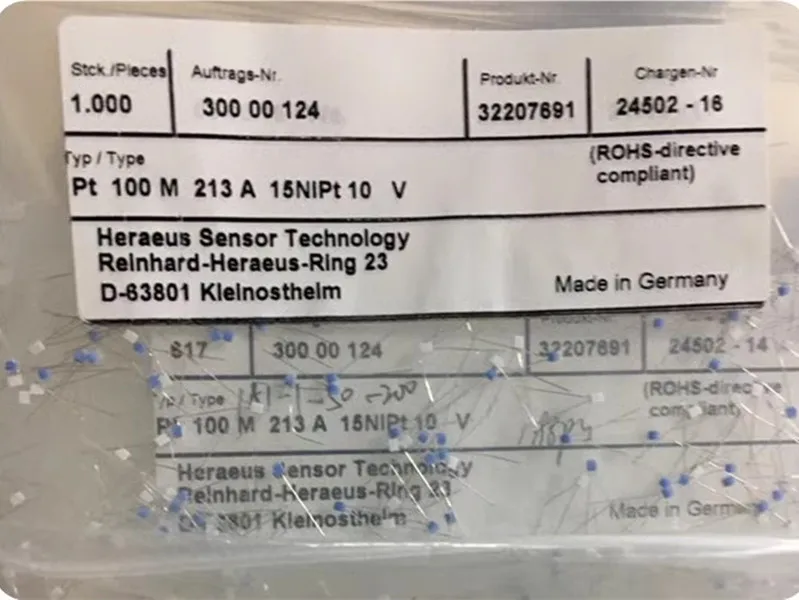 Stck./Pieces Auftrags-Nr. Produkt-Nr. Chargen-Nr
1.000 300 00 124 32207691 24502 - 16
Typ / Type (ROHS-directive
compliant)
Pt 100 M 213 A 15NiPt 10 V
Heraeus Sensor Technology
Reinhard-Heraeus-Ring 23
D-63801 Kleinostheim Made in Germany
617 300 00 124 32207691 24502 - 14
/ Type (ROHS-directive
compliant)
Pt 100 M 213 A 15NiPt 10 V
Heraeus Sensor Technology
Reinhard-Heraeus-Ring 23
D-63801 Kleinostheim Made in Germany